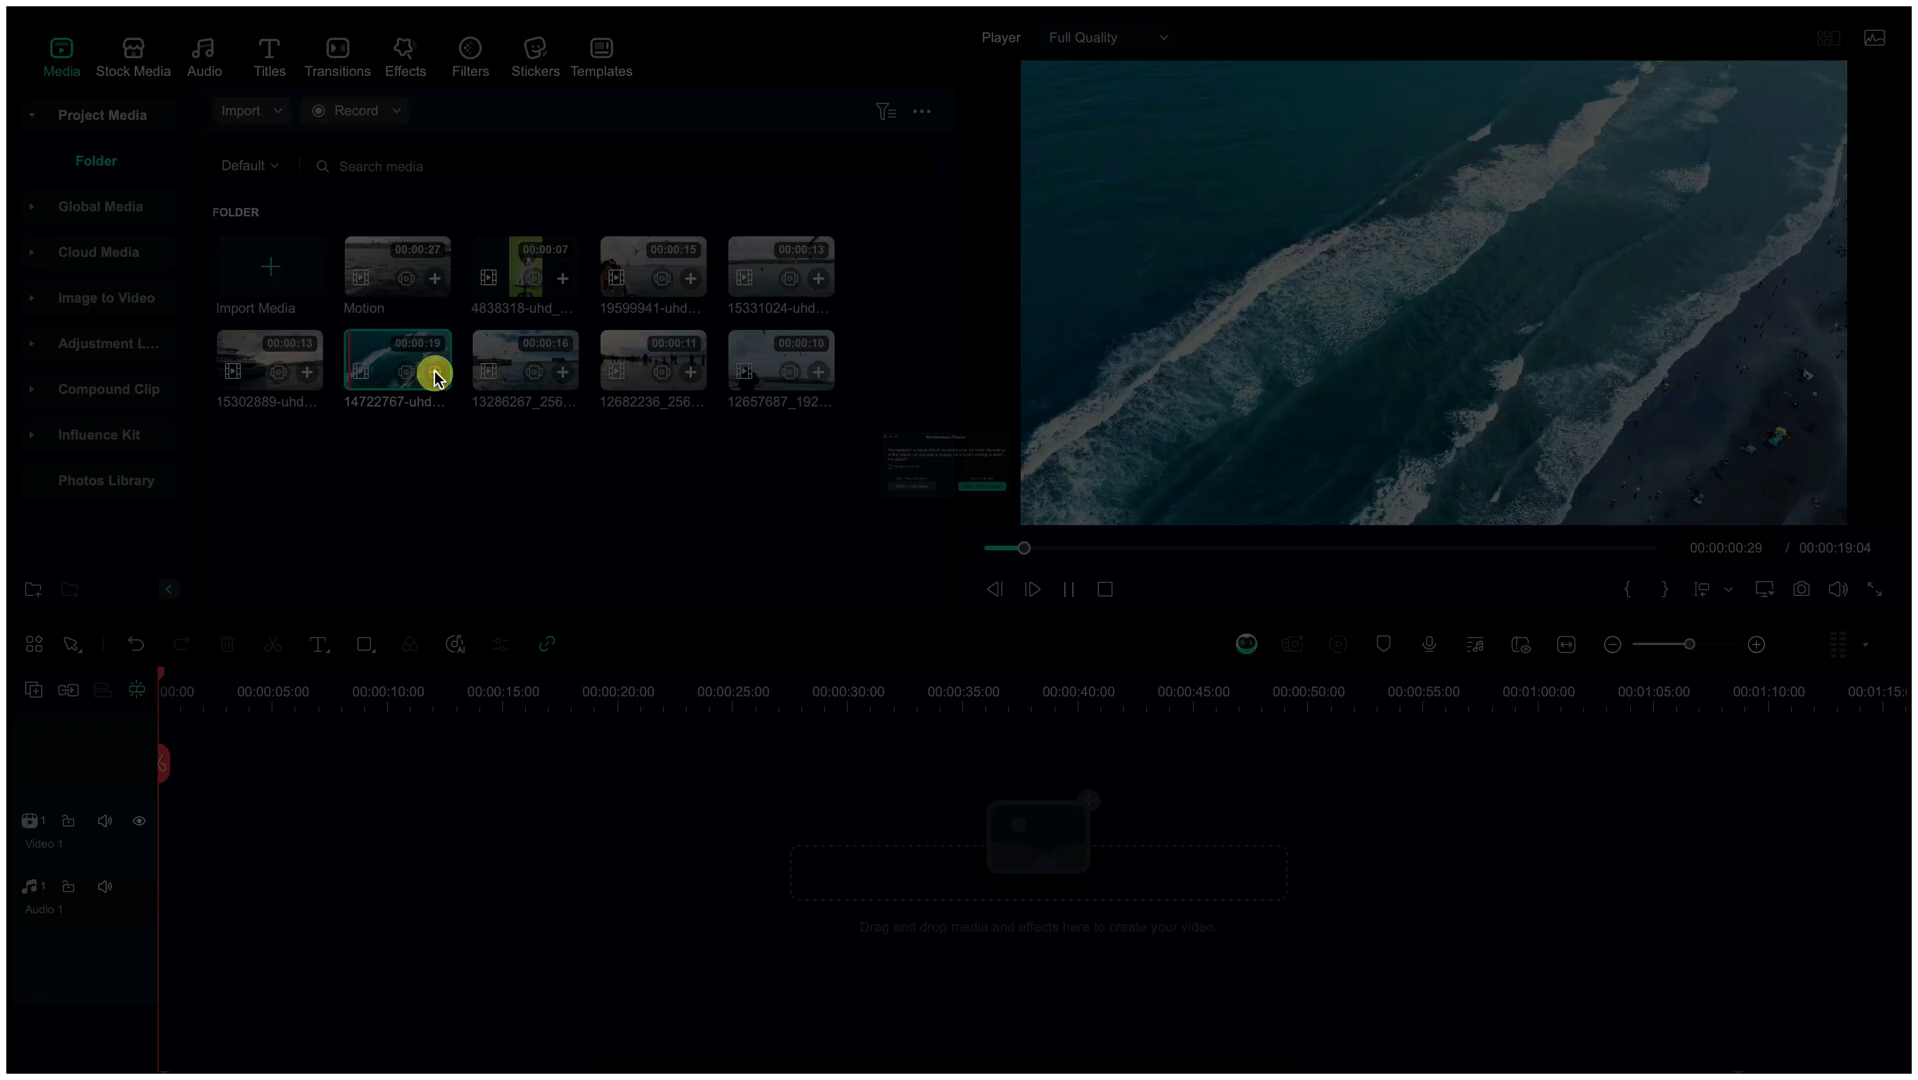 Media
Stock Media
Audio
Titles
Transitions
Effects
Filters
Stickers
Templates
Player
Full Quality
Project Media
Folder
Global Media
Cloud Media
Image to Video
Adjustment L...
Compound Clip
Influence Kit
Photos Library
Import
Record
Default
Search media
FOLDER
00:00:27
00:00:07
00:00:15
00:00:13
Import Media
Motion
4838318-uhd_...
19599941-uhd...
15331024-uhd...
00:00:13
00:00:19
00:00:16
00:00:11
00:00:10
15302889-uhd...
14722767-uhd...
13286267_256...
12682236_256...
12657687_192...
00:00:00:29 / 00:00:19:04
00:00
00:00:05:00
00:00:10:00
00:00:15:00
00:00:20:00
00:00:25:00
00:00:30:00
00:00:35:00
00:00:40:00
00:00:45:00
00:00:50:00
00:00:55:00
00:01:00:00
00:01:05:00
00:01:10:00
00:01:15:
1
Video 1
1
Audio 1
Drag and drop media and effects here to create your video.